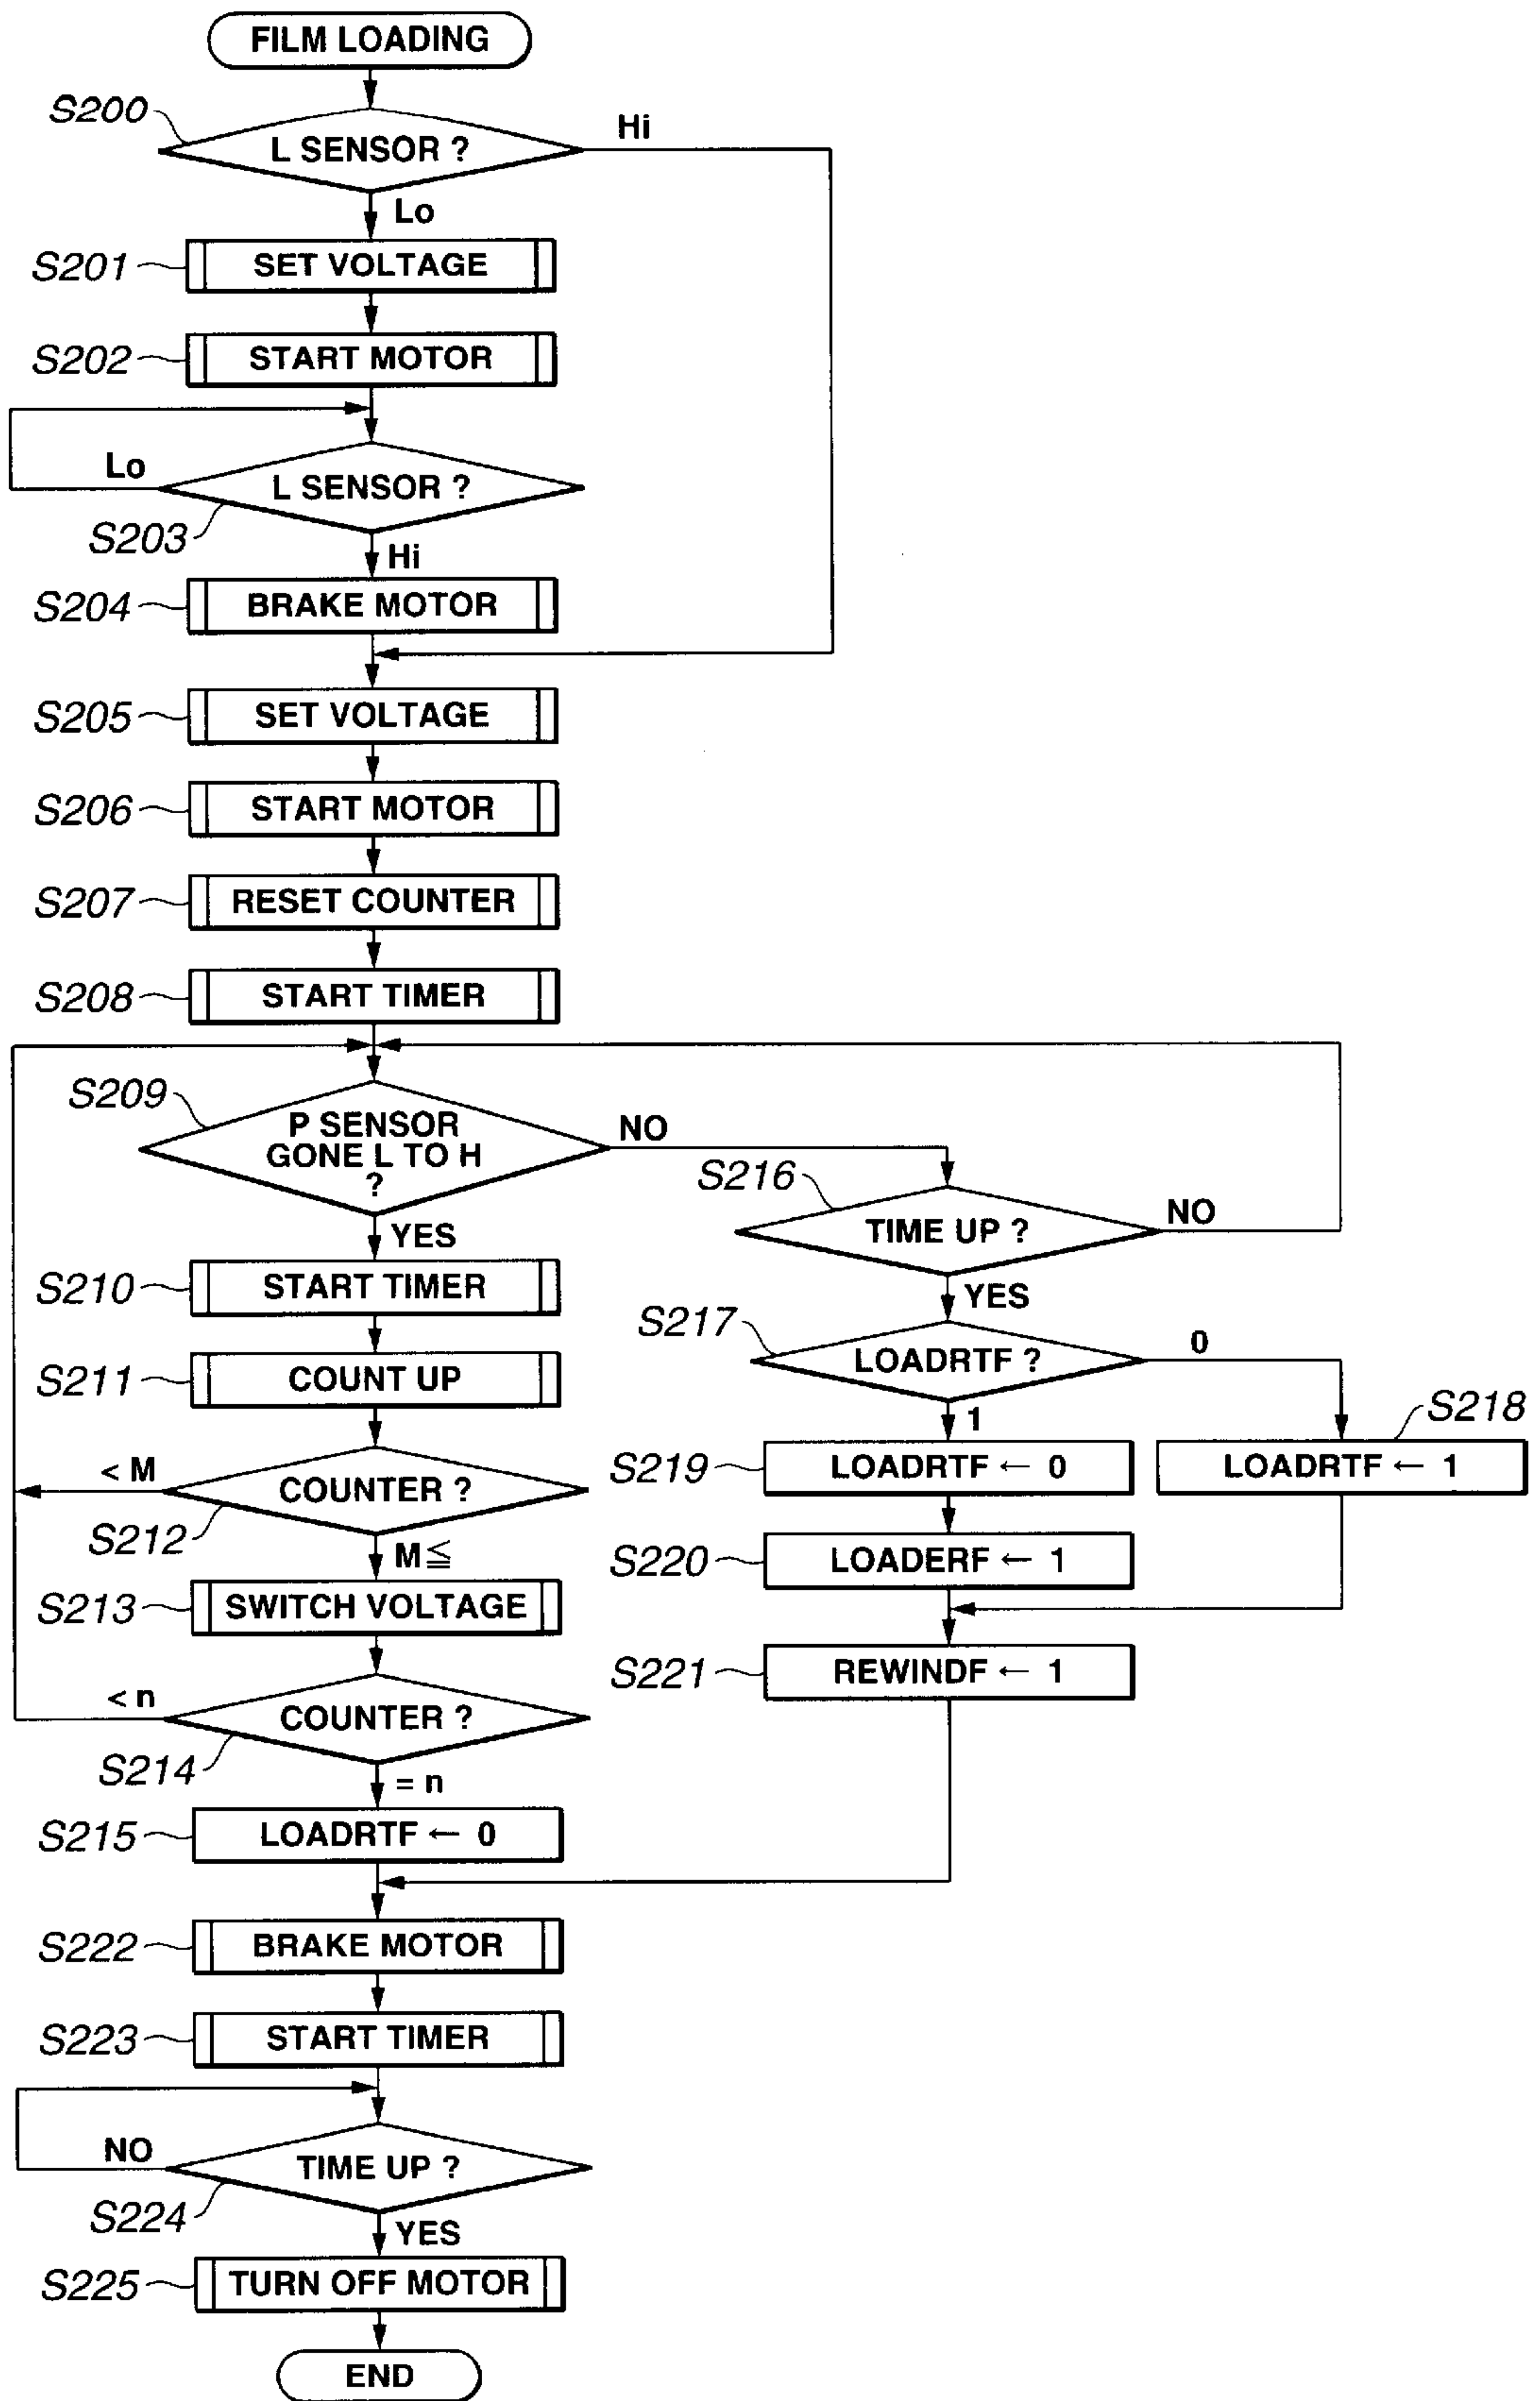 FILM LOADING
S200
L SENSOR ?
Hi
Lo
S201
SET VOLTAGE
S202
START MOTOR
Lo
L SENSOR ?
S203
Hi
S204
BRAKE MOTOR
S205
SET VOLTAGE
S206
START MOTOR
S207
RESET COUNTER
S208
START TIMER
S209
P SENSOR
GONE L TO H
?
NO
YES
S216
TIME UP ?
NO
YES
S210
START TIMER
S217
LOADRTF ?
0
1
S211
COUNT UP
S218
LOADRTF ← 1
S219
LOADRTF ← 0
< M
COUNTER ?
S212
M ≦
S220
LOADERF ← 1
S213
SWITCH VOLTAGE
S221
REWINDF ← 1
< n
COUNTER ?
S214
= n
S215
LOADRTF ← 0
S222
BRAKE MOTOR
S223
START TIMER
NO
TIME UP ?
S224
YES
S225
TURN OFF MOTOR
END